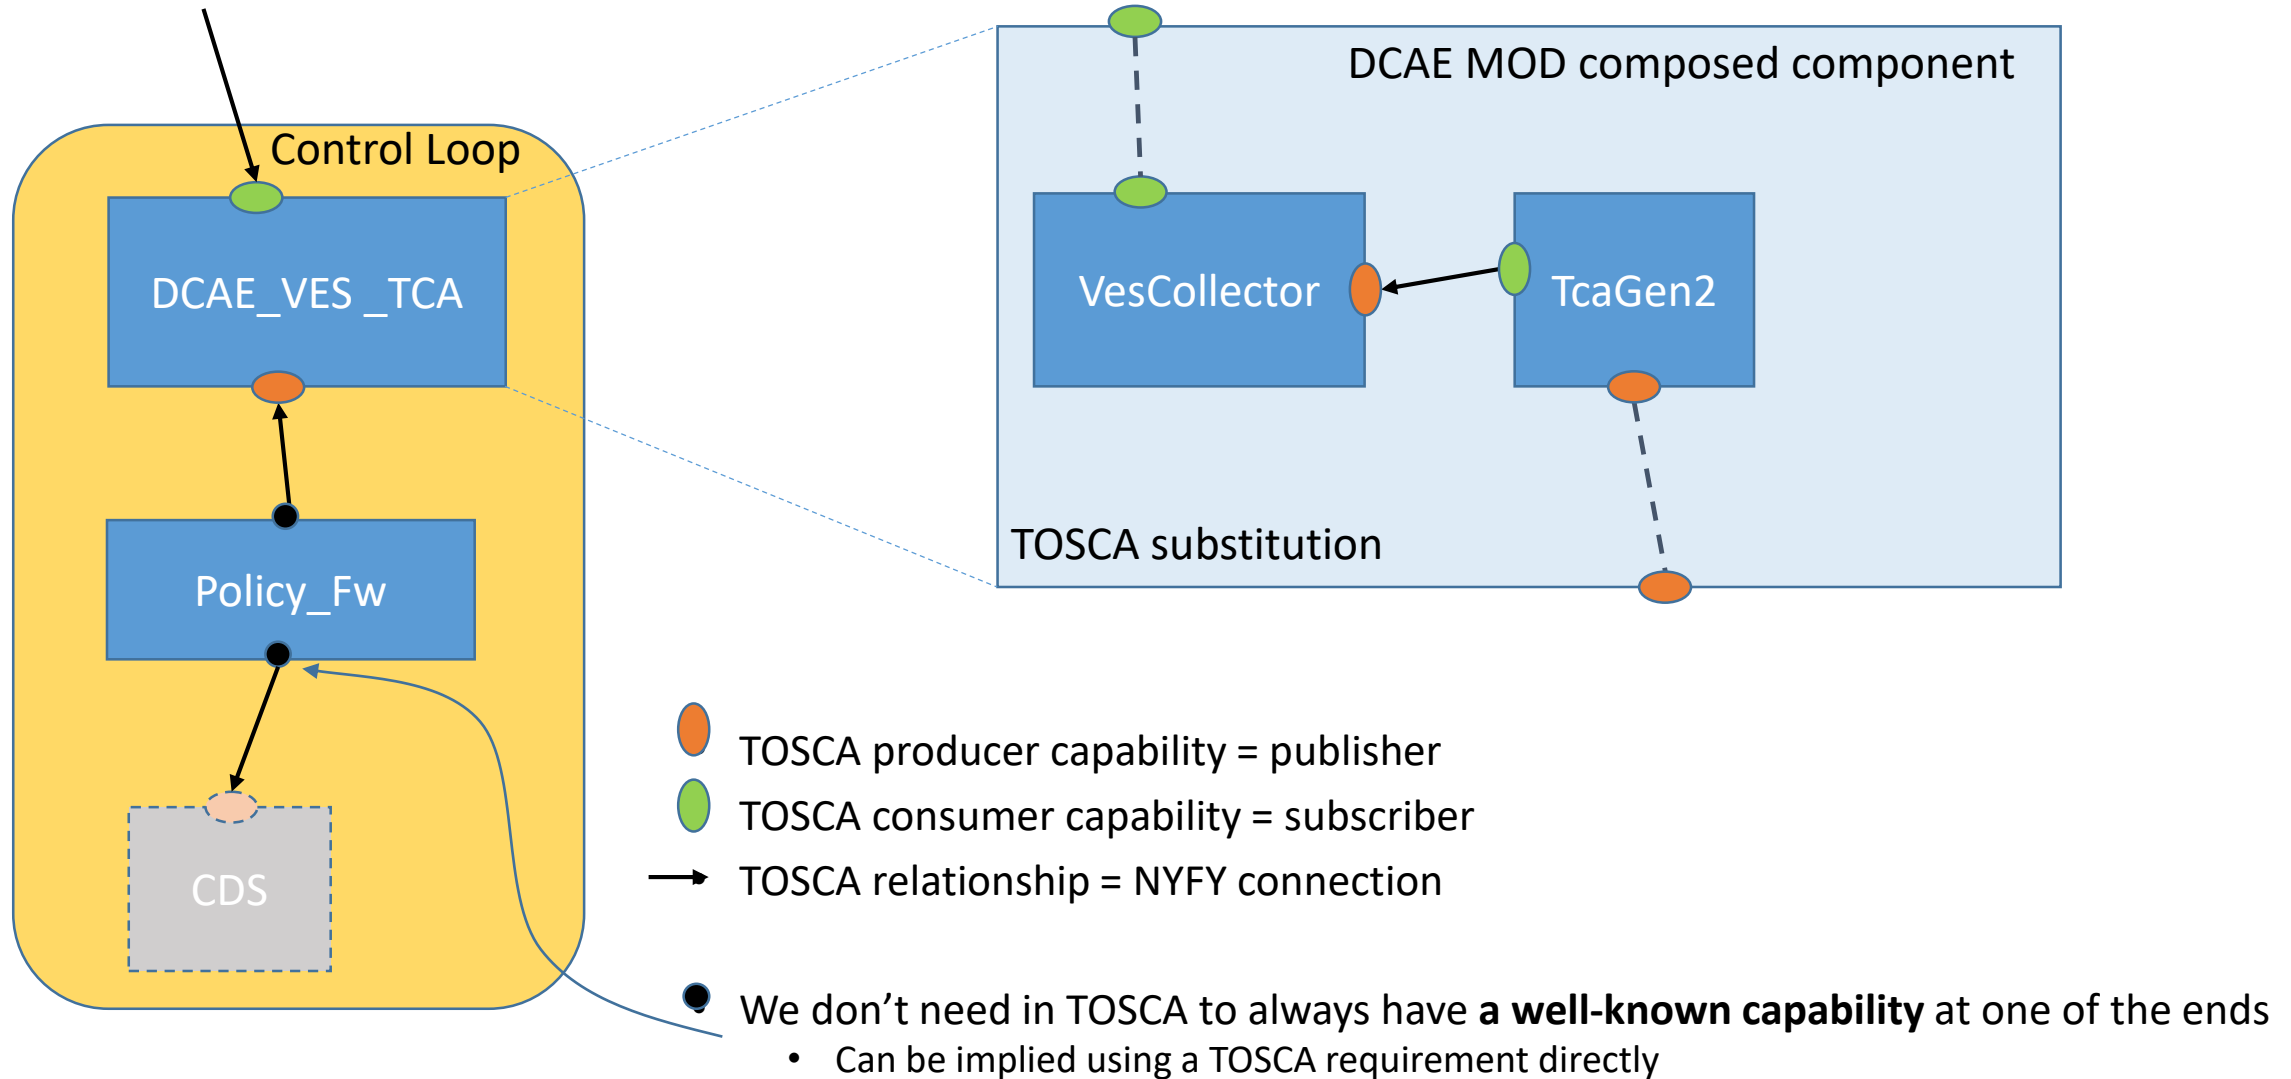 Control Loop
DCAE_VES _TCA
Policy_Fw
CDS
DCAE MOD composed component
VesCollector
TcaGen2
TOSCA substitution
TOSCA producer capability = publisher
TOSCA consumer capability = subscriber
TOSCA relationship = NYFY connection
We don’t need in TOSCA to always have a well-known capability at one of the ends
• Can be implied using a TOSCA requirement directly